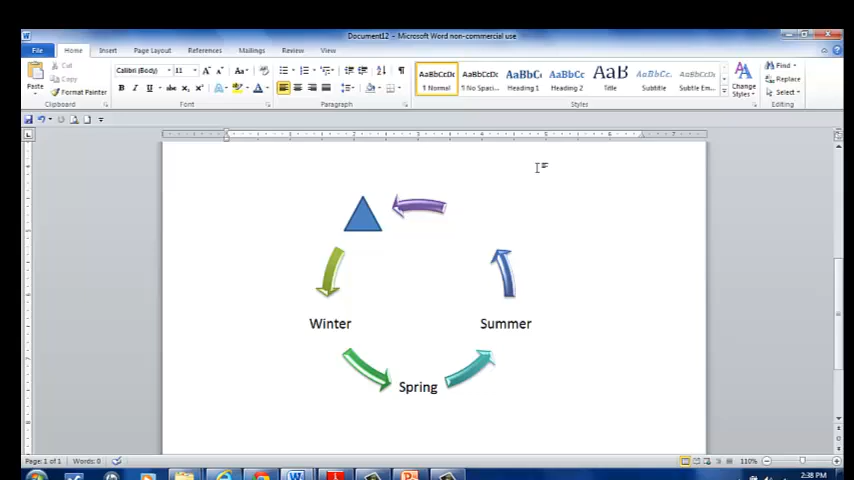 Document12 – Microsoft Word non-commercial use
File Home Insert Page Layout References Mailings Review View
Cut
Copy
Paste
Format Painter
Calibri (Body) 11
AaBbCcDc AaBbCcDc AaBbCc AaBbCc AaB AaBbCc. AaBbCcDc
¶ Normal ¶ No Spaci... Heading 1 Heading 2 Title Subtitle Subtle Em...
Change
Styles
Find
Replace
Select
Clipboard Font Paragraph Styles Editing
Winter Summer
Spring
Page: 1 of 1 Words: 0 110%
2:38 PM